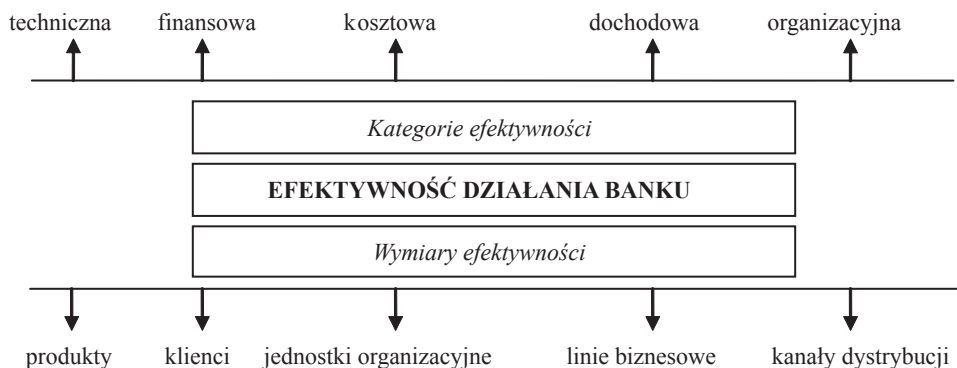 techniczna finansowa kosztowa dochodowa organizacyjna
Kategorie efektywności
EFEKTYWNOŚĆ DZIAŁANIA BANKU
Wymiary efektywności
produkty klienci jednostki organizacyjne linie biznesowe kanały dystrybucji